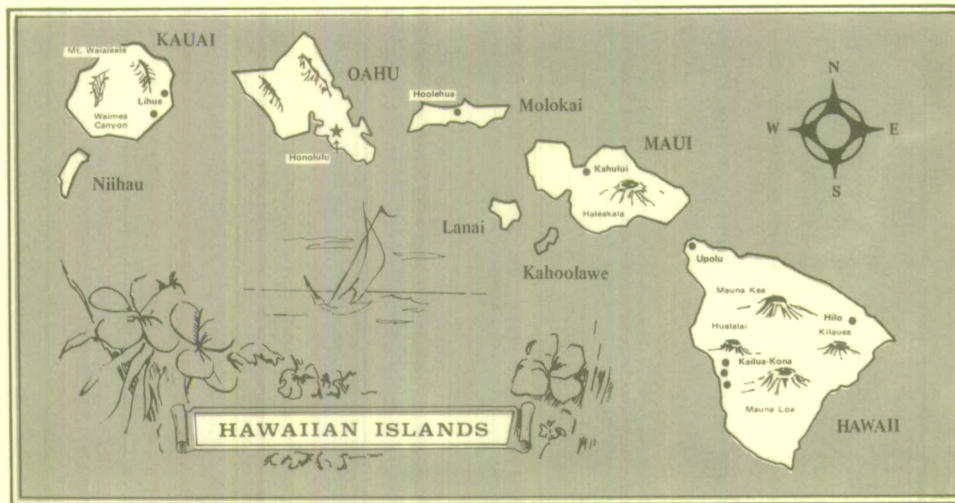 KAUAI
Mt. Waialeale
Lihue
Waimea
Canyon
Niihau
OAHU
Honolulu
Hoolehua
Molokai
MAUI
Kahului
Haleakala
Lanai
Kahoolawe
N
W E
S
Upolu
Mauna Kea
Hilo
Hualalai
Kilauea
Kailua-Kona
Mauna Loa
HAWAII
HAWAIIAN ISLANDS